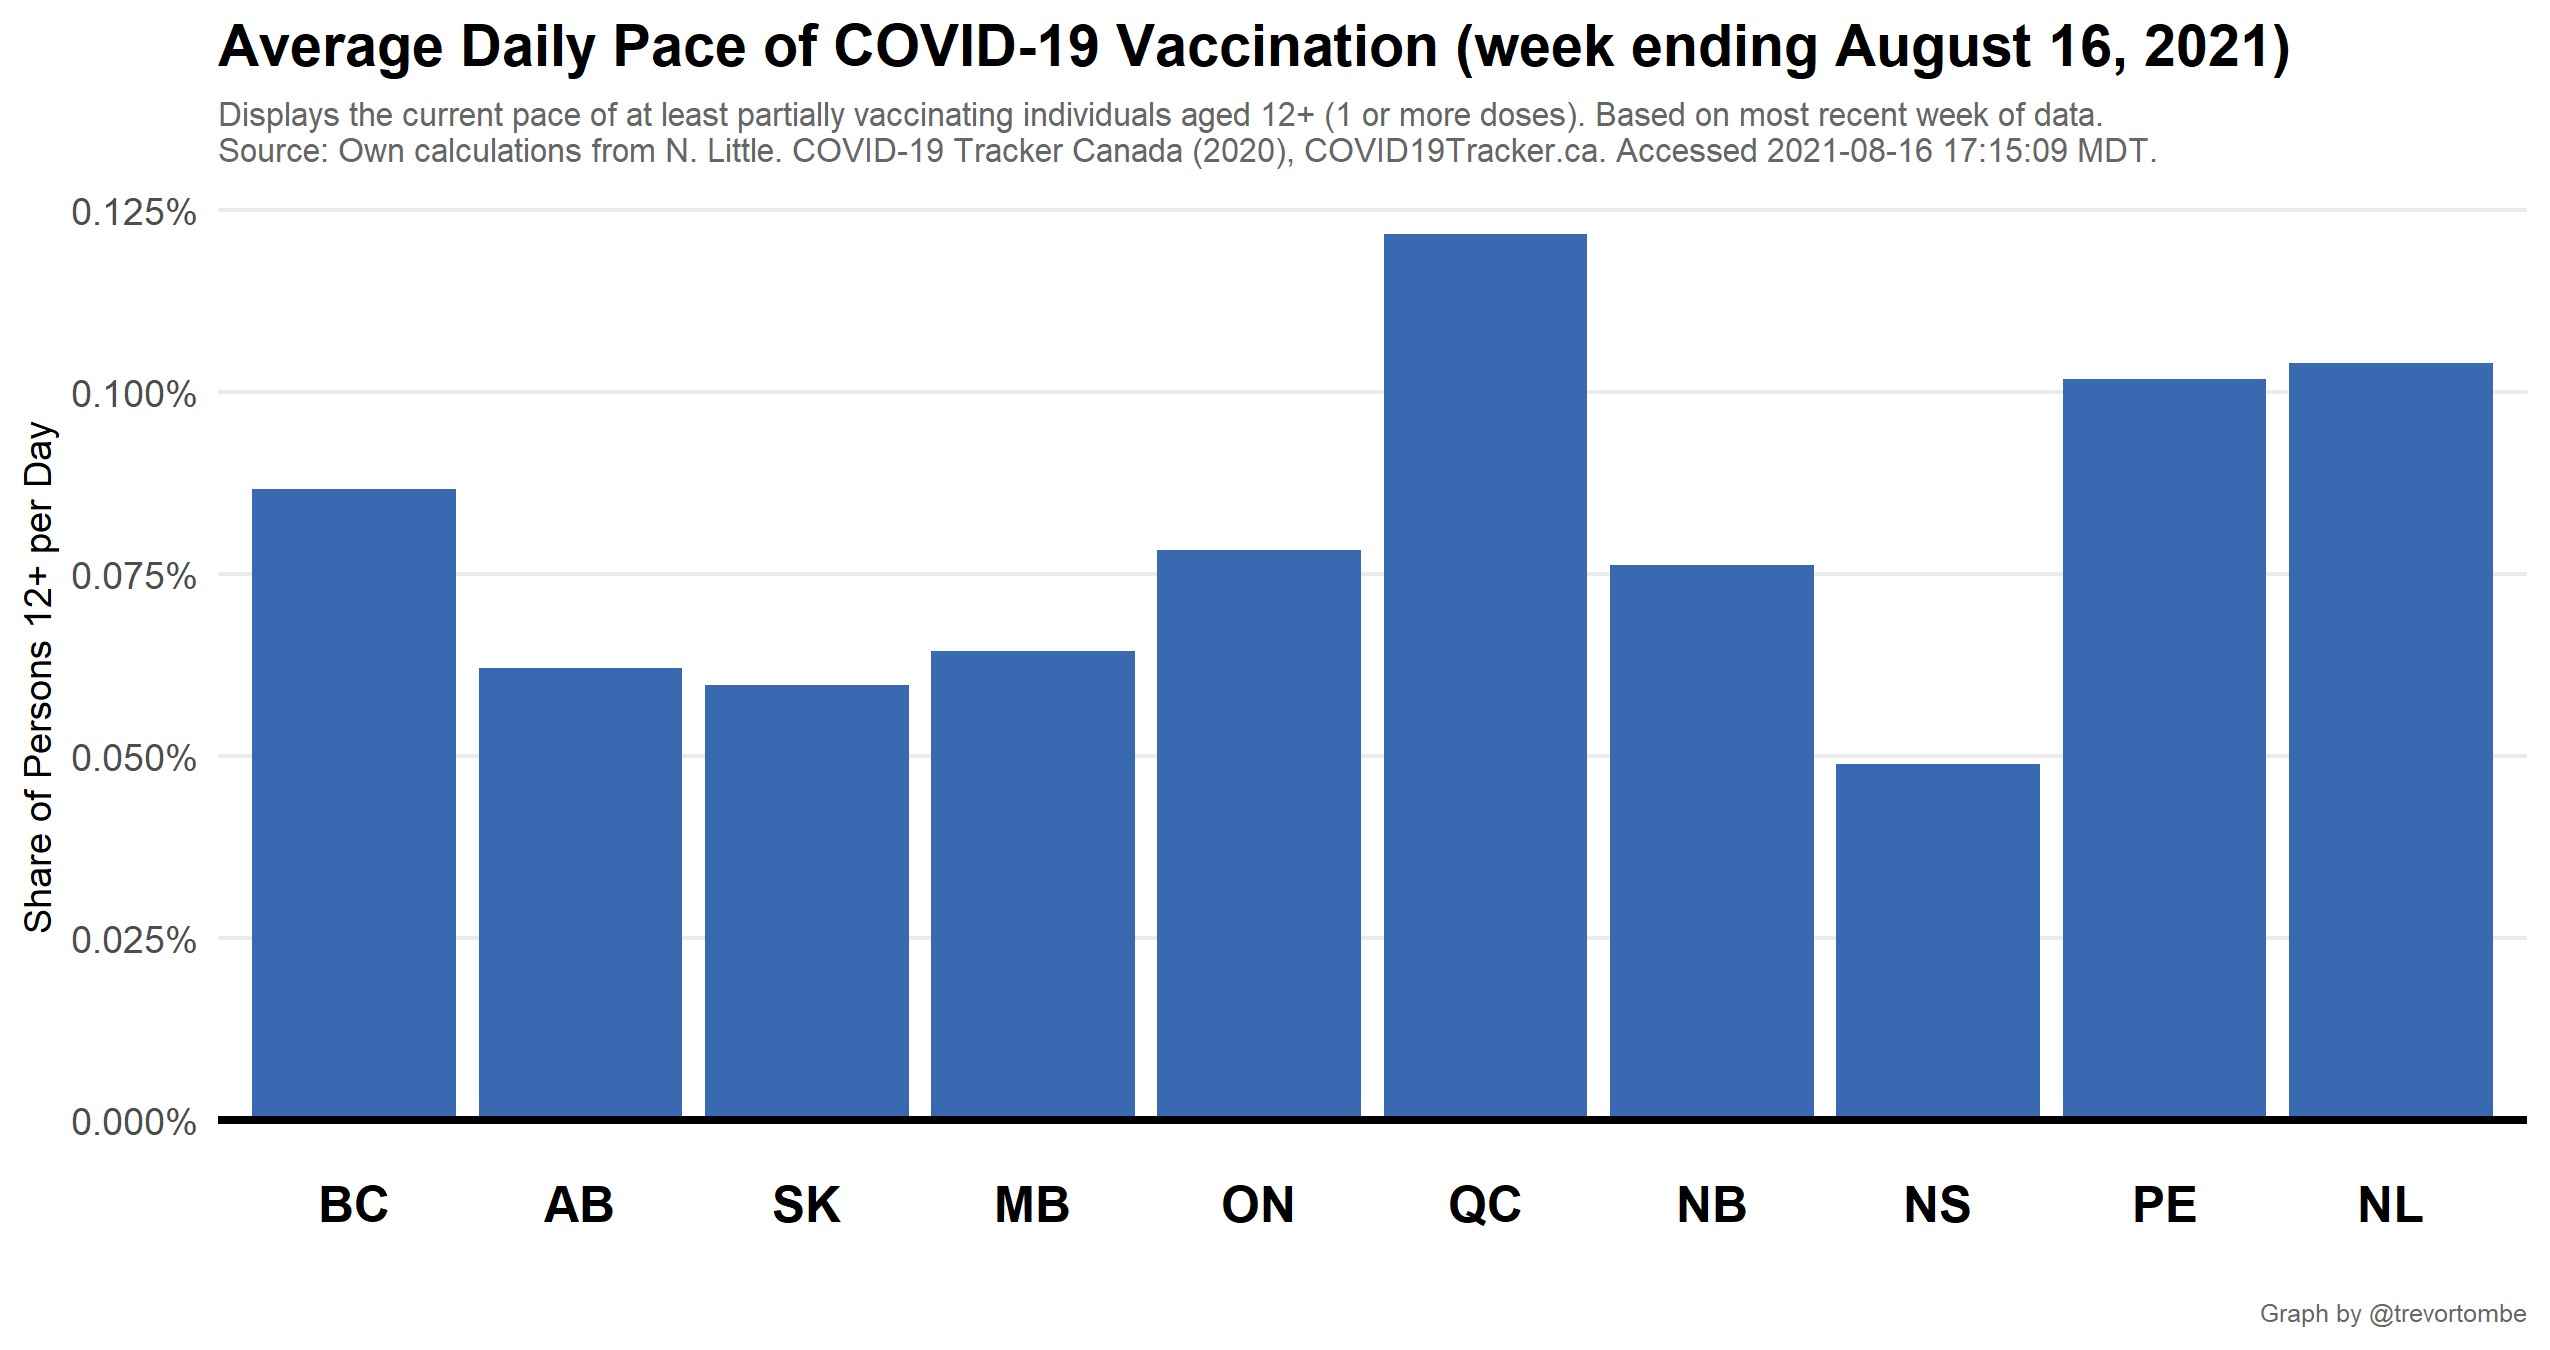 Average Daily Pace of COVID-19 Vaccination (week ending August 16, 2021)
Displays the current pace of at least partially vaccinating individuals aged 12+ (1 or more doses). Based on most recent week of data.
Source: Own calculations from N. Little. COVID-19 Tracker Canada (2020), COVID19Tracker.ca. Accessed 2021-08-16 17:15:09 MDT.
Share of Persons 12+ per Day
0.125%
0.100%
0.075%
0.050%
0.025%
0.000%
BC AB SK MB ON QC NB NS PE NL
Graph by @trevortombe